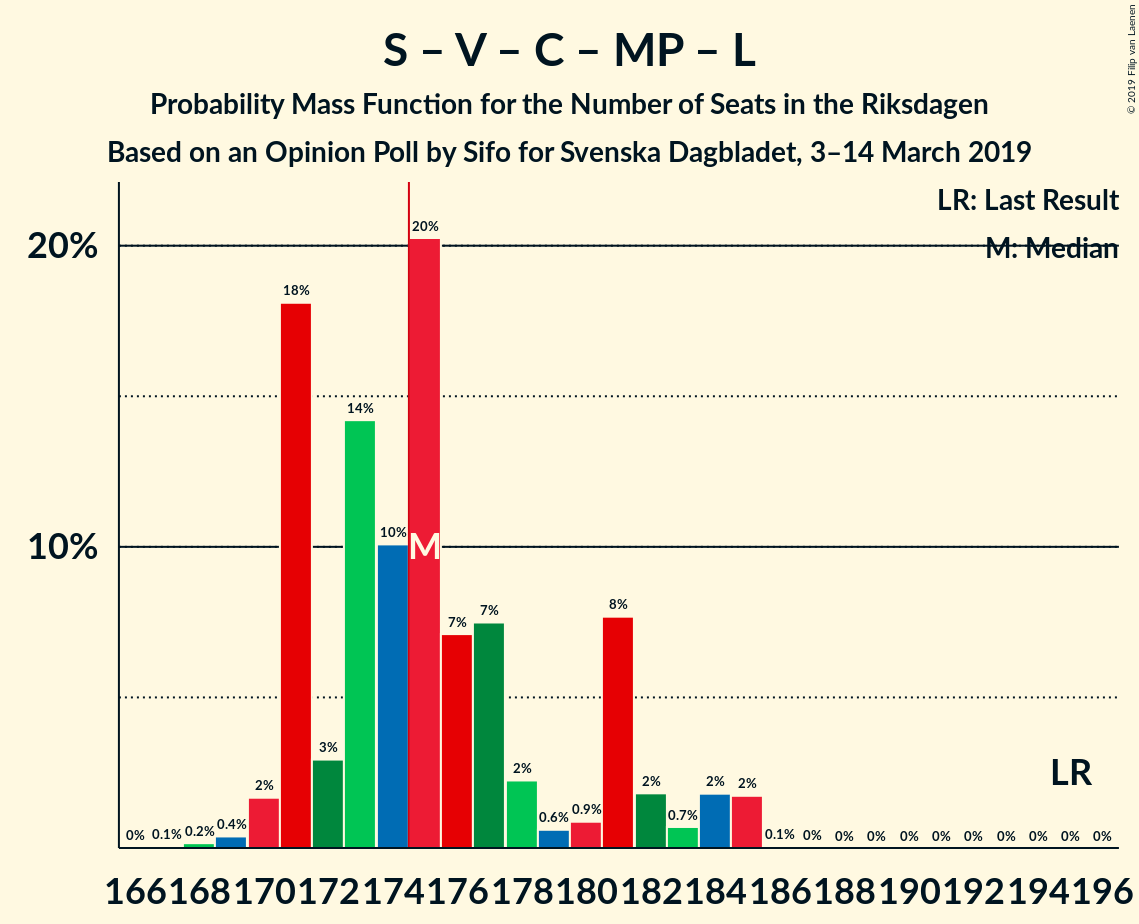 S – V – C – MP – L
Probability Mass Function for the Number of Seats in the Riksdagen
Based on an Opinion Poll by Sifo for Svenska Dagbladet, 3–14 March 2019
© 2019 Filip van Laenen
LR: Last Result
M: Median
20%
10%
0% 0.1% 0.2% 0.4% 2% 18% 3% 14% 10% 20% 7% 7% 2% 0.6% 0.9% 8% 2% 0.7% 2% 2% 0.1% 0% 0% 0% 0% 0% 0% 0% 0% 0% 0%
M
LR
166 168 170 172 174 176 178 180 182 184 186 188 190 192 194 196